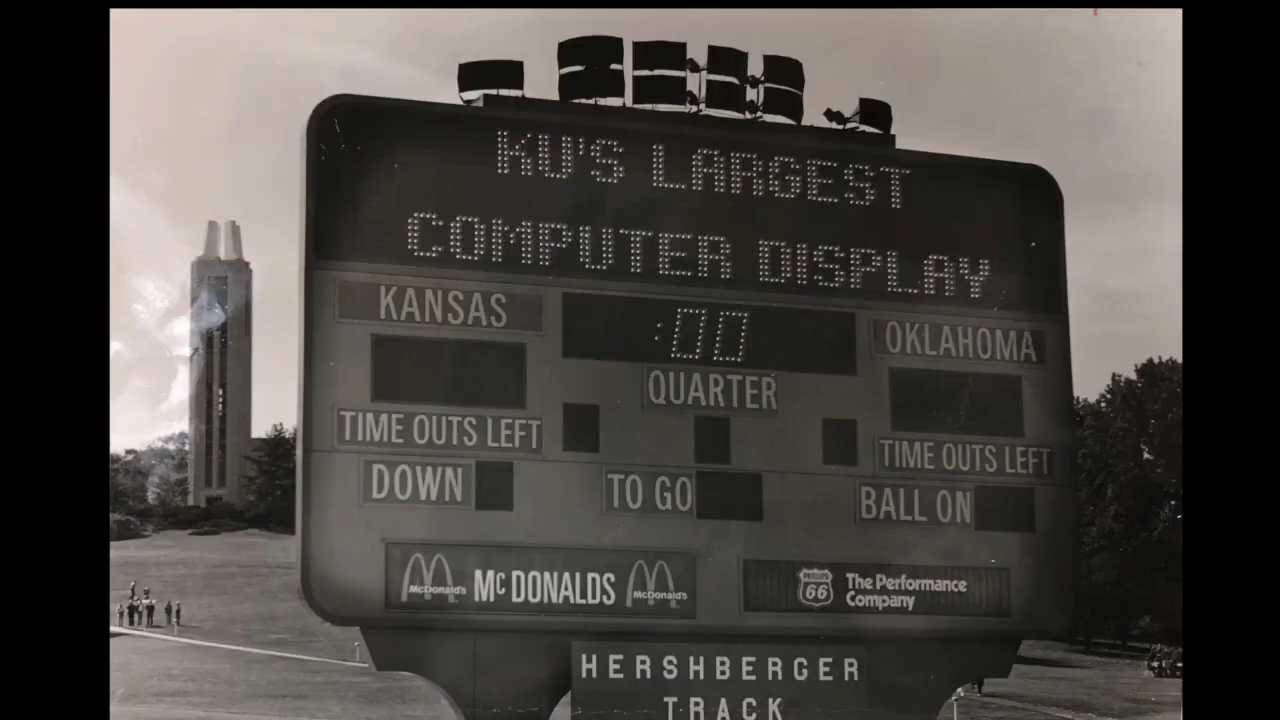 KU'S LARGEST
COMPUTER DISPLAY
KANSAS
:00
OKLAHOMA
QUARTER
TIME OUTS LEFT
TIME OUTS LEFT
DOWN
TO GO
BALL ON
McDonald's
McDONALDS
McDonald's
PHILLIPS
66
The Performance
Company
HERSHBERGER
TRACK